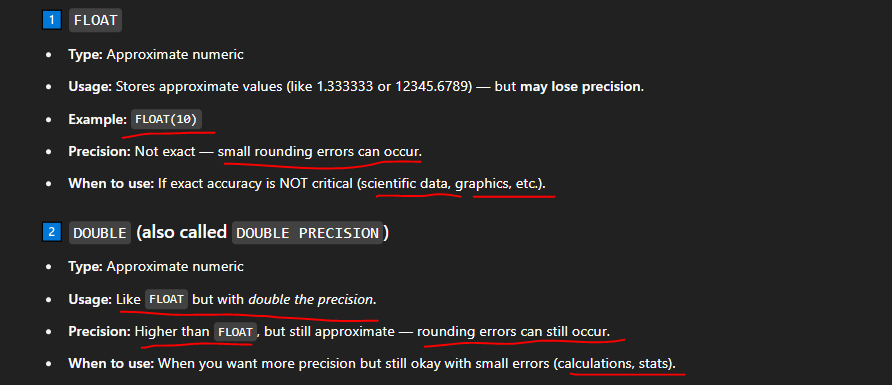 1 FLOAT
• Type: Approximate numeric
• Usage: Stores approximate values (like 1.333333 or 12345.6789) — but may lose precision.
• Example: FLOAT(10)
• Precision: Not exact — small rounding errors can occur.
• When to use: If exact accuracy is NOT critical (scientific data, graphics, etc.).
2 DOUBLE (also called DOUBLE PRECISION)
• Type: Approximate numeric
• Usage: Like FLOAT but with double the precision.
• Precision: Higher than FLOAT, but still approximate — rounding errors can still occur.
• When to use: When you want more precision but still okay with small errors (calculations, stats).